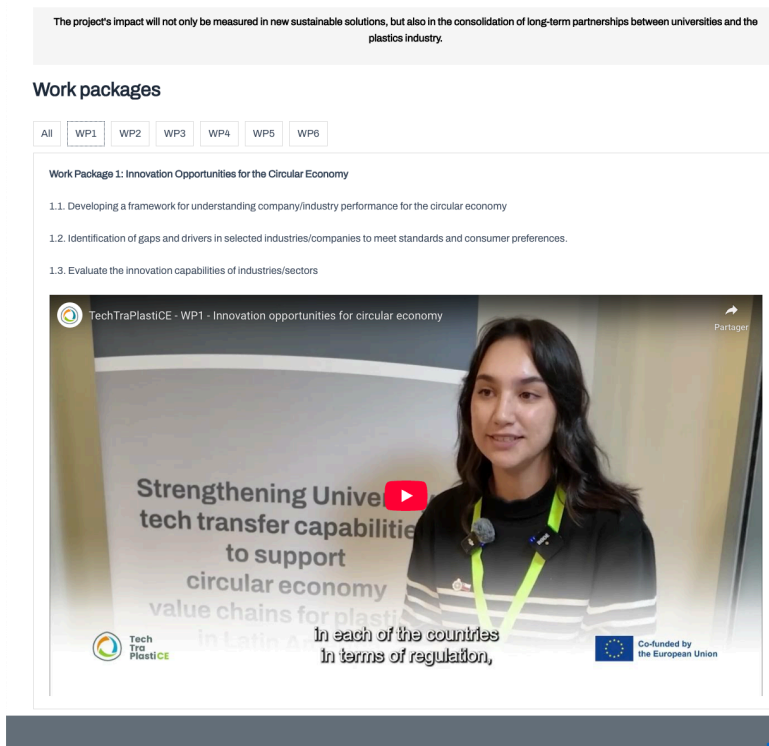 The project's impact will not only be measured in new sustainable solutions, but also in the consolidation of long-term partnerships between universities and the
plastics industry.
Work packages
All WP1 WP2 WP3 WP4 WP5 WP6
Work Package 1: Innovation Opportunities for the Circular Economy
1.1. Developing a framework for understanding company/industry performance for the circular economy
1.2. Identification of gaps and drivers in selected industries/companies to meet standards and consumer preferences.
1.3. Evaluate the innovation capabilities of industries/sectors
TechTraPlastiCE - WP1 - Innovation opportunities for circular economy
Partager
Strengthening Unive
tech transfer capabilitie
to support
circular economy
value chains for plasti
in Latin A
in each of the countries
in terms of regulation,
Tech
Tra
PlastiCE
Co-funded by
the European Union